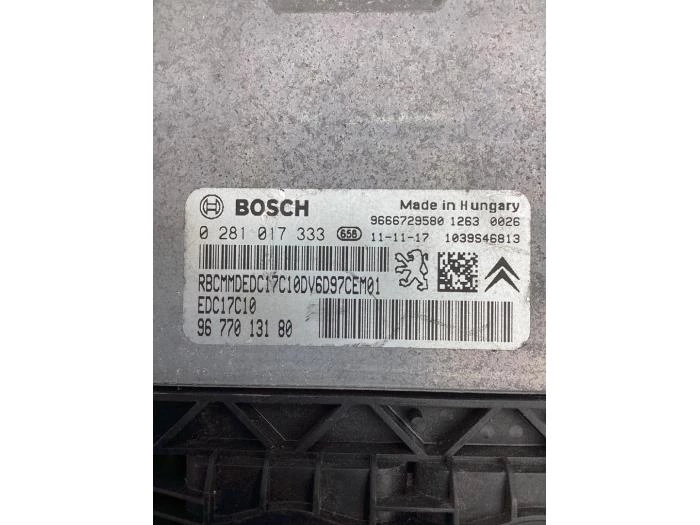 BOSCH Made in Hungary
9666729580 1263 0026
0 281 017 333 658 11-11-17 1039S46813
RBCMMDEDC17C10DV6D97CEM01
EDC17C10
96 770 131 80